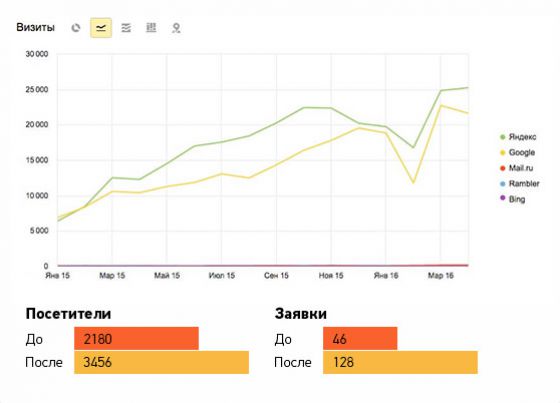 Визиты
30 000
25 000
20 000
15 000
10 000
5 000
0
Янв 15 Мар 15 Май 15 Июл 15 Сен 15 Ноя 15 Янв 16 Мар 16
Яндекс
Google
Mail.ru
Rambler
Bing
Посетители
До 2180
После 3456
Заявки
До 46
После 128